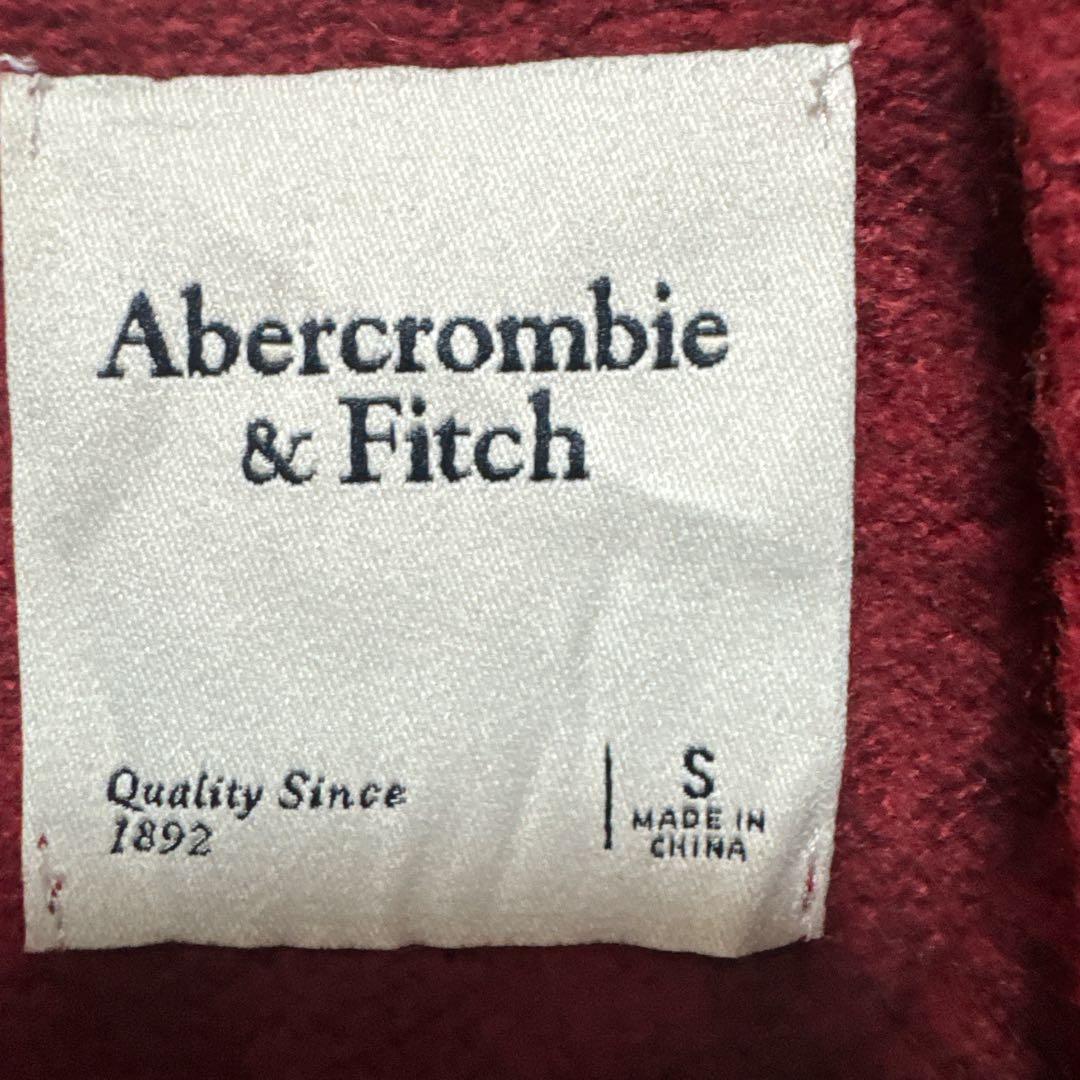 Abercrombie
& Fitch
Quality Since
1892
S
MADE IN
CHINA